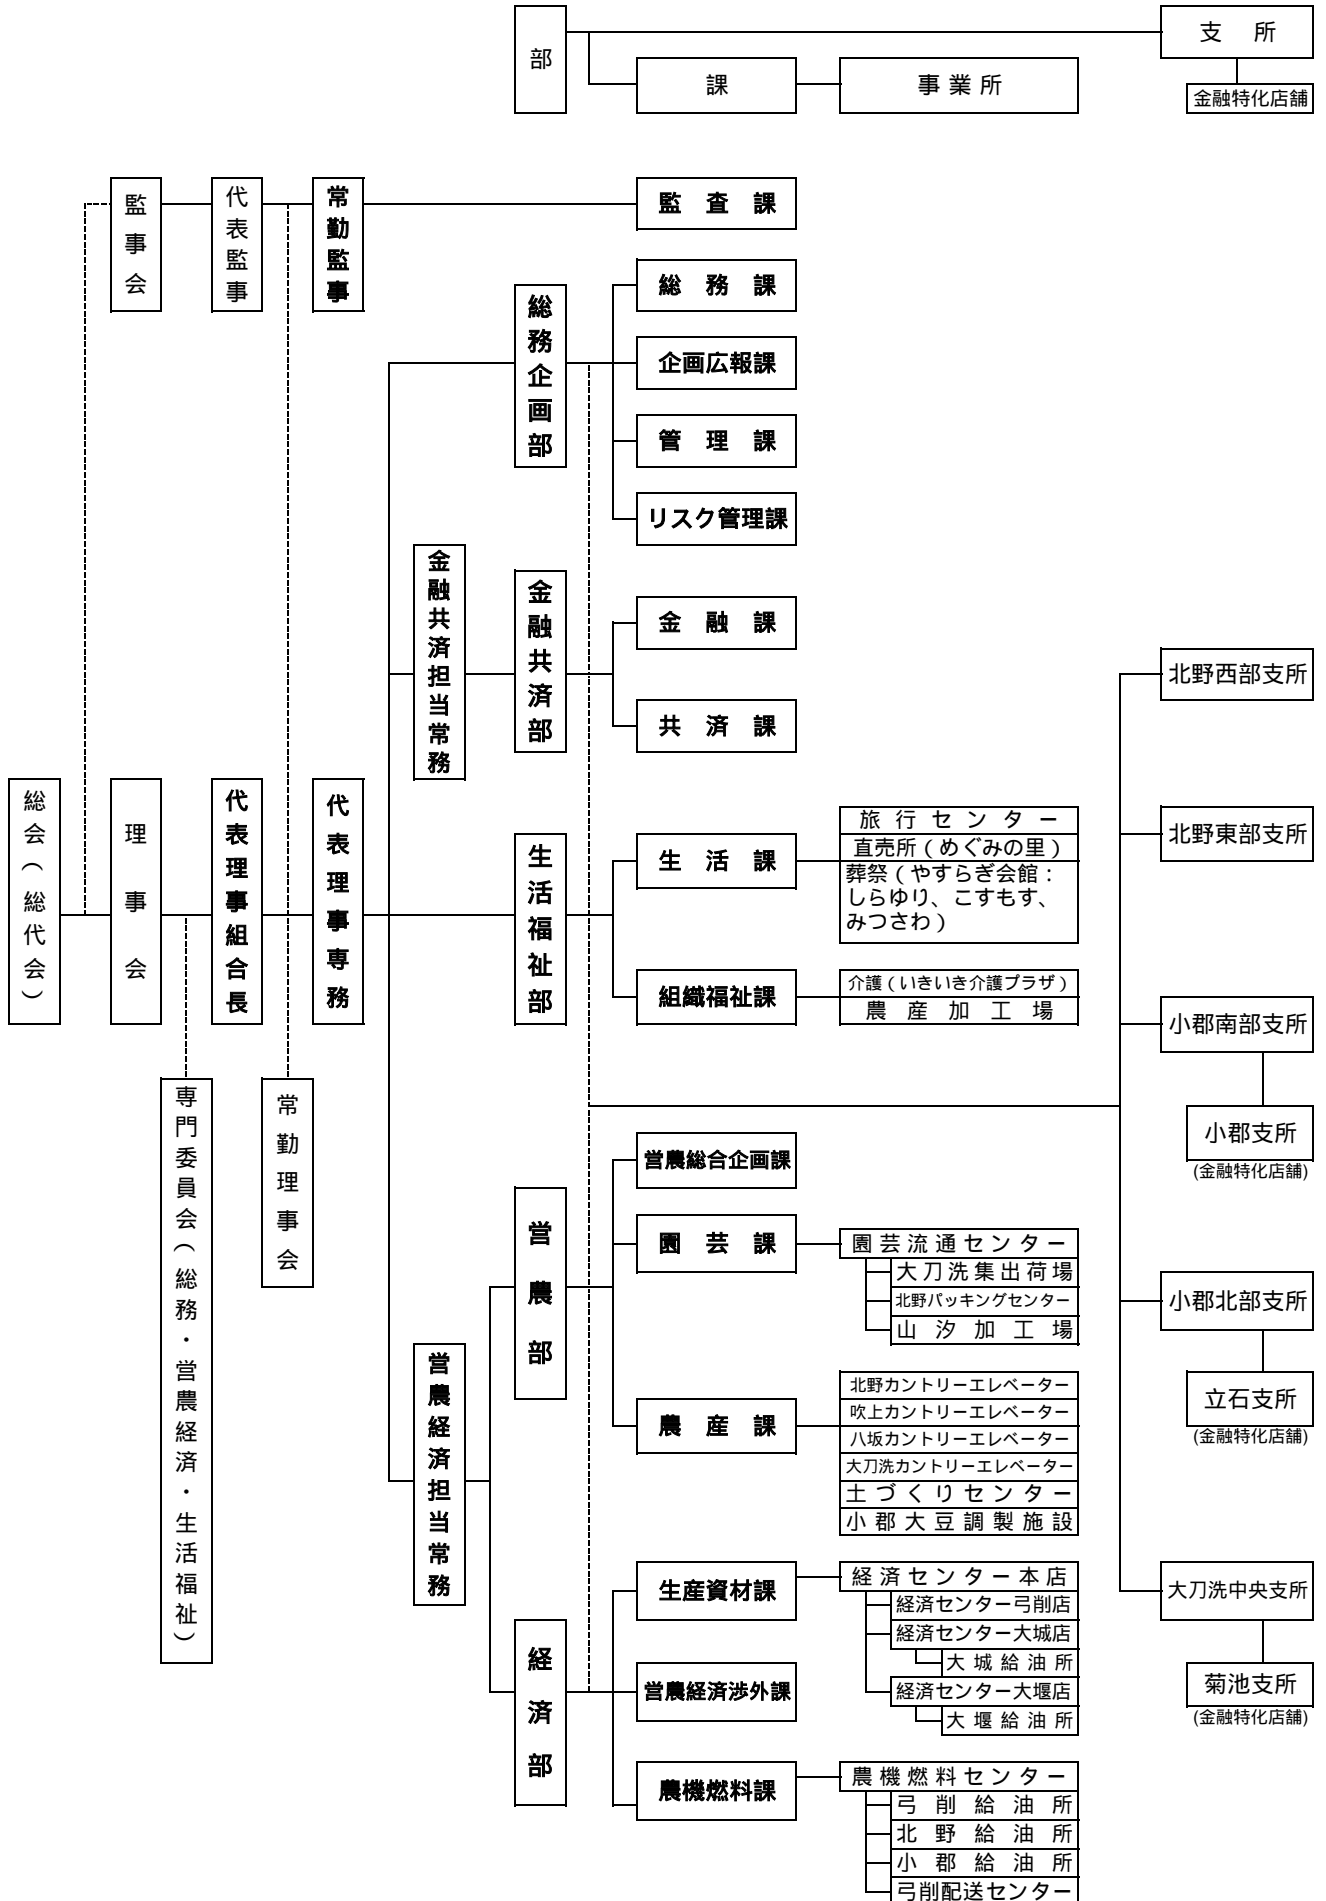 部
支　所
課
事業所
金融特化店舗
監事会
代表監事
常勤監事
監　査　課
総務企画部
総　務　課
企画広報課
管　理　課
リスク管理課
金融共済担当常務
金融共済部
金　融　課
共　済　課
総会(総代会)
理事会
代表理事組合長
代表理事専務
専門委員会(総務・営農経済・生活福祉)
常勤理事会
生活福祉部
生　活　課
旅行センター
直売所(めぐみの里)
葬祭(やすらぎ会館:
しらゆり、こすもす、
みつさわ)
組織福祉課
介護(いきいき介護プラザ)
農産加工場
営農経済担当常務
営農部
営農総合企画課
園　芸　課
園芸流通センター
大刀洗集出荷場
北野パッキングセンター
山汐加工場
農　産　課
北野カントリーエレベーター
吹上カントリーエレベーター
八坂カントリーエレベーター
大刀洗カントリーエレベーター
土づくりセンター
小郡大豆調製施設
経済部
生産資材課
経済センター本店
経済センター弓削店
経済センター大城店
大城給油所
経済センター大堰店
大堰給油所
営農経済渉外課
農機燃料課
農機燃料センター
弓削給油所
北野給油所
小郡給油所
弓削配送センター
北野西部支所
北野東部支所
小郡南部支所
小郡支所
(金融特化店舗)
小郡北部支所
立石支所
(金融特化店舗)
大刀洗中央支所
菊池支所
(金融特化店舗)